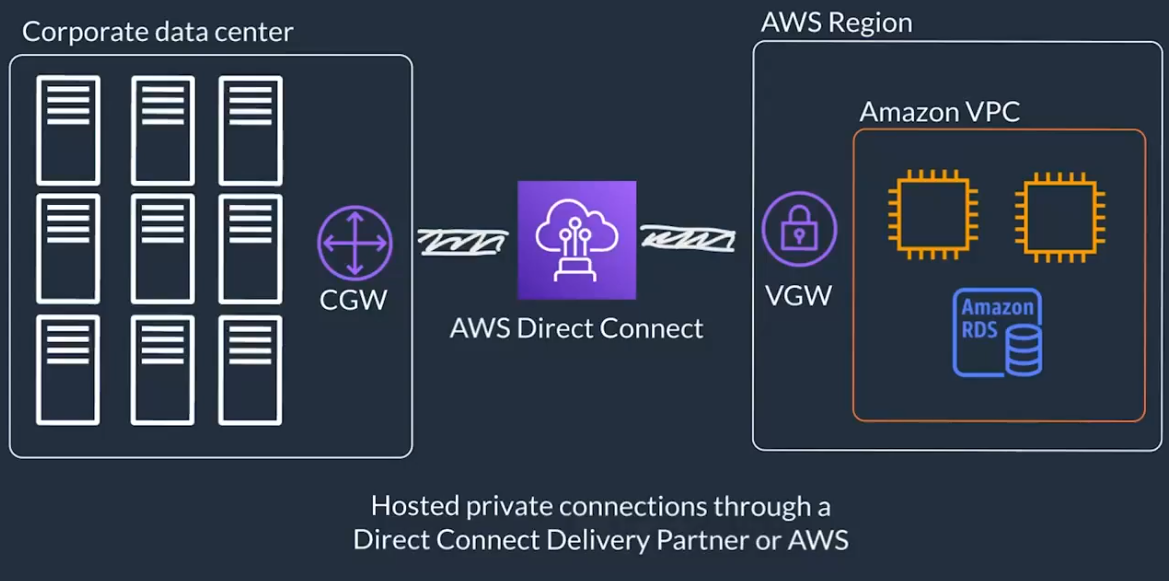 Corporate data center
AWS Region
Amazon VPC
CGW
AWS Direct Connect
VGW
Amazon
RDS
Hosted private connections through a
Direct Connect Delivery Partner or AWS